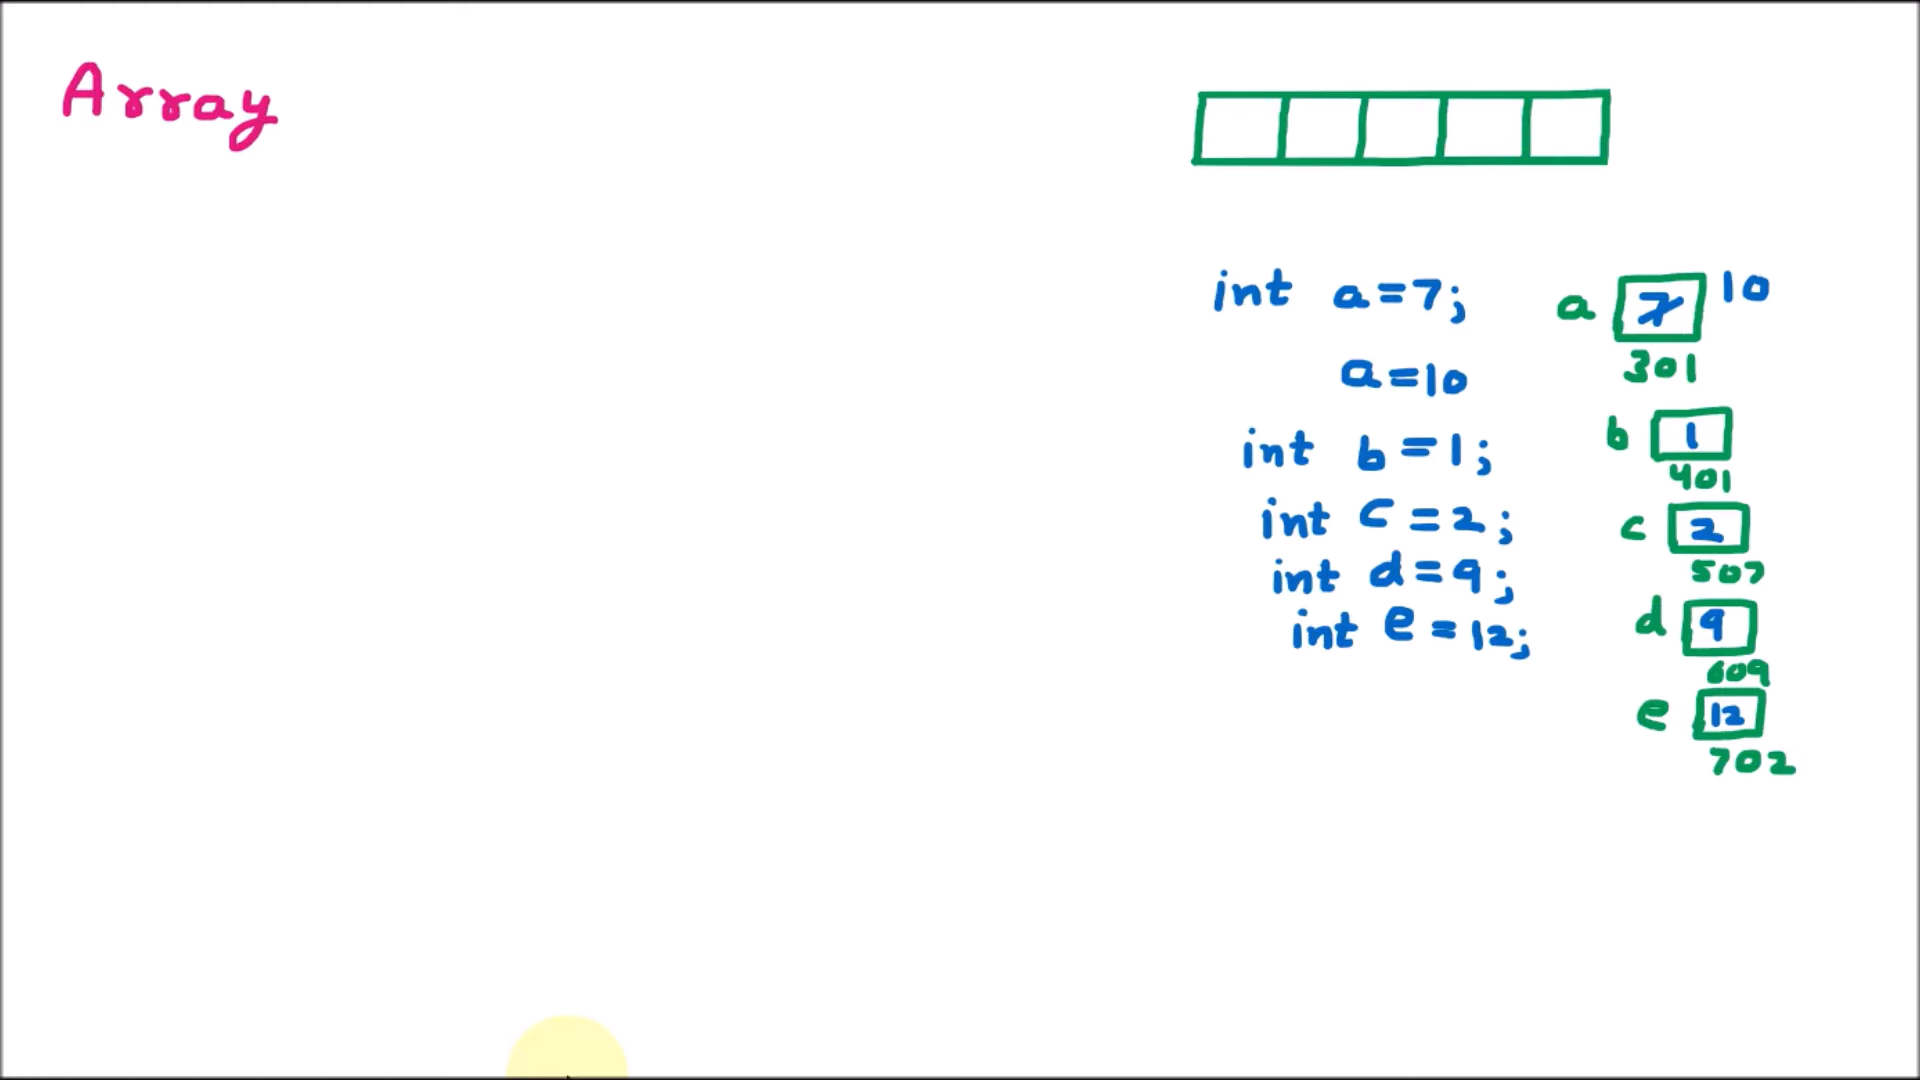 Array
int a=7; a 7 10
301
a=10
int b=1; b 1
401
int c=2; c 2
507
int d=9; d 9
609
int e=12; e 12
702